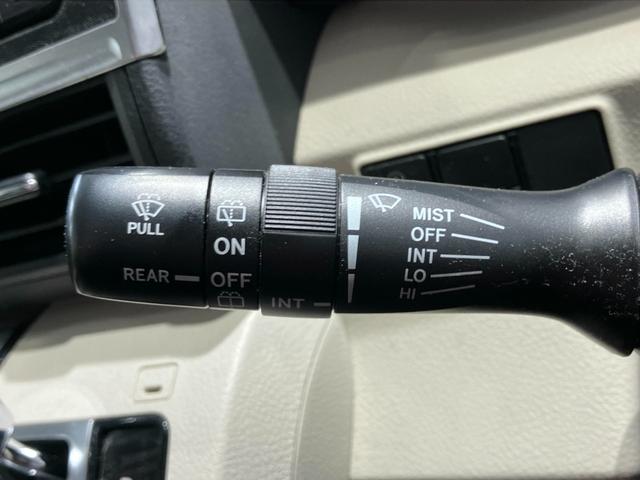 PULL
REAR
ON
OFF
INT
MIST
OFF
INT
LO
HI